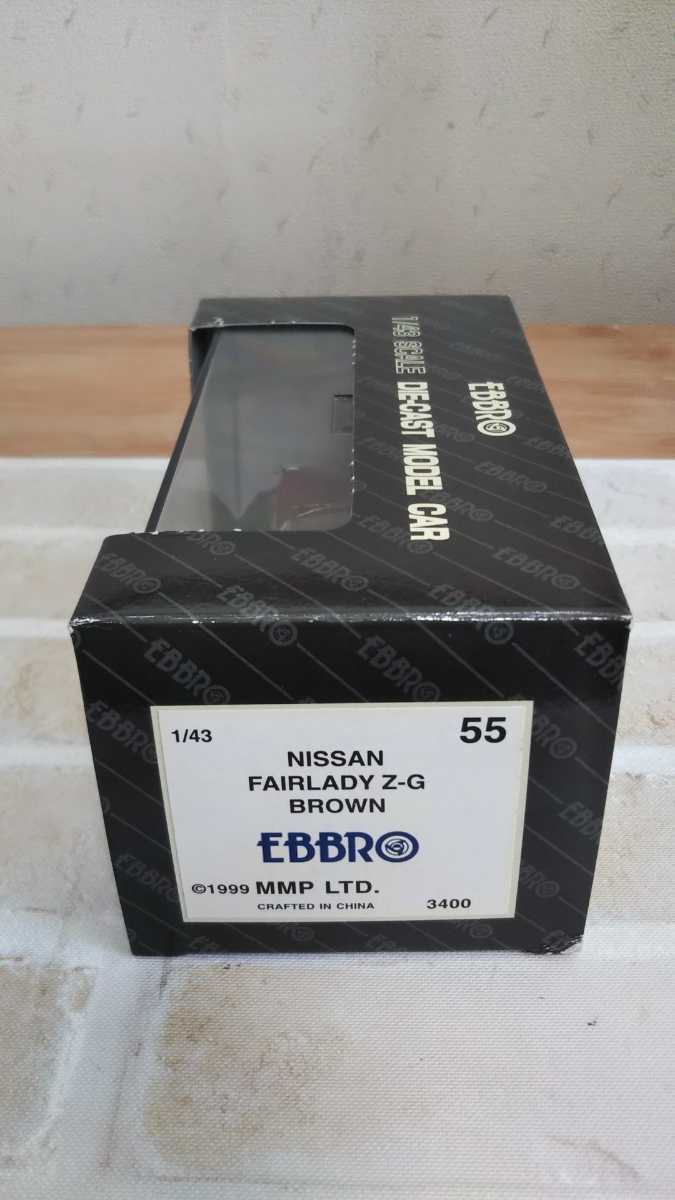 EBBRO
1/43 SCALE DIE-CAST MODEL CAR
1/43
55
NISSAN
FAIRLADY Z-G
BROWN
EBBRO
©1999 MMP LTD.
CRAFTED IN CHINA
3400